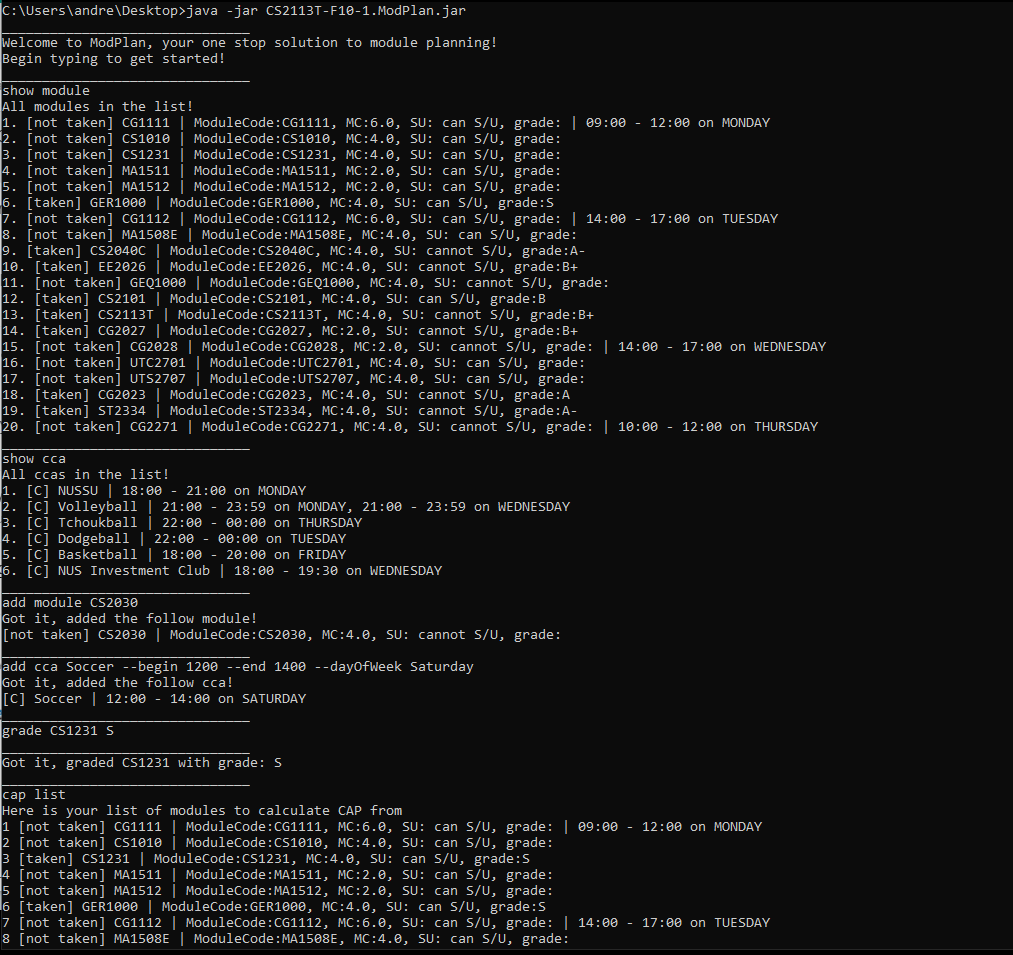 C:\Users\andre\Desktop>java -jar CS2113T-F10-1.ModPlan.jar
_______________________________
Welcome to ModPlan, your one stop solution to module planning!
Begin typing to get started!
_______________________________
show module
All modules in the list!
1. [not taken] CG1111 | ModuleCode:CG1111, MC:6.0, SU: can S/U, grade: | 09:00 - 12:00 on MONDAY
2. [not taken] CS1010 | ModuleCode:CS1010, MC:4.0, SU: can S/U, grade:
3. [not taken] CS1231 | ModuleCode:CS1231, MC:4.0, SU: can S/U, grade:
4. [not taken] MA1511 | ModuleCode:MA1511, MC:2.0, SU: can S/U, grade:
5. [not taken] MA1512 | ModuleCode:MA1512, MC:2.0, SU: can S/U, grade:
6. [taken] GER1000 | ModuleCode:GER1000, MC:4.0, SU: can S/U, grade:S
7. [not taken] CG1112 | ModuleCode:CG1112, MC:6.0, SU: can S/U, grade: | 14:00 - 17:00 on TUESDAY
8. [not taken] MA1508E | ModuleCode:MA1508E, MC:4.0, SU: can S/U, grade:
9. [taken] CS2040C | ModuleCode:CS2040C, MC:4.0, SU: cannot S/U, grade:A-
10. [taken] EE2026 | ModuleCode:EE2026, MC:4.0, SU: cannot S/U, grade:B+
11. [not taken] GEQ1000 | ModuleCode:GEQ1000, MC:4.0, SU: cannot S/U, grade:
12. [taken] CS2101 | ModuleCode:CS2101, MC:4.0, SU: can S/U, grade:B
13. [taken] CS2113T | ModuleCode:CS2113T, MC:4.0, SU: cannot S/U, grade:B+
14. [taken] CG2027 | ModuleCode:CG2027, MC:2.0, SU: cannot S/U, grade:B+
15. [not taken] CG2028 | ModuleCode:CG2028, MC:2.0, SU: cannot S/U, grade: | 14:00 - 17:00 on WEDNESDAY
16. [not taken] UTC2701 | ModuleCode:UTC2701, MC:4.0, SU: can S/U, grade:
17. [not taken] UTS2707 | ModuleCode:UTS2707, MC:4.0, SU: can S/U, grade:
18. [taken] CG2023 | ModuleCode:CG2023, MC:4.0, SU: cannot S/U, grade:A
19. [taken] ST2334 | ModuleCode:ST2334, MC:4.0, SU: cannot S/U, grade:A-
20. [not taken] CG2271 | ModuleCode:CG2271, MC:4.0, SU: cannot S/U, grade: | 10:00 - 12:00 on THURSDAY
_______________________________
show cca
All ccas in the list!
1. [C] NUSSU | 18:00 - 21:00 on MONDAY
2. [C] Volleyball | 21:00 - 23:59 on MONDAY, 21:00 - 23:59 on WEDNESDAY
3. [C] Tchoukball | 22:00 - 00:00 on THURSDAY
4. [C] Dodgeball | 22:00 - 00:00 on TUESDAY
5. [C] Basketball | 18:00 - 20:00 on FRIDAY
6. [C] NUS Investment Club | 18:00 - 19:30 on WEDNESDAY
_______________________________
add module CS2030
Got it, added the follow module!
[not taken] CS2030 | ModuleCode:CS2030, MC:4.0, SU: cannot S/U, grade:
_______________________________
add cca Soccer --begin 1200 --end 1400 --dayOfWeek Saturday
Got it, added the follow cca!
[C] Soccer | 12:00 - 14:00 on SATURDAY
_______________________________
grade CS1231 S
_______________________________
Got it, graded CS1231 with grade: S
_______________________________
cap list
Here is your list of modules to calculate CAP from
1 [not taken] CG1111 | ModuleCode:CG1111, MC:6.0, SU: can S/U, grade: | 09:00 - 12:00 on MONDAY
2 [not taken] CS1010 | ModuleCode:CS1010, MC:4.0, SU: can S/U, grade:
3 [taken] CS1231 | ModuleCode:CS1231, MC:4.0, SU: can S/U, grade:S
4 [not taken] MA1511 | ModuleCode:MA1511, MC:2.0, SU: can S/U, grade:
5 [not taken] MA1512 | ModuleCode:MA1512, MC:2.0, SU: can S/U, grade:
6 [taken] GER1000 | ModuleCode:GER1000, MC:4.0, SU: can S/U, grade:S
7 [not taken] CG1112 | ModuleCode:CG1112, MC:6.0, SU: can S/U, grade: | 14:00 - 17:00 on TUESDAY
8 [not taken] MA1508E | ModuleCode:MA1508E, MC:4.0, SU: can S/U, grade: